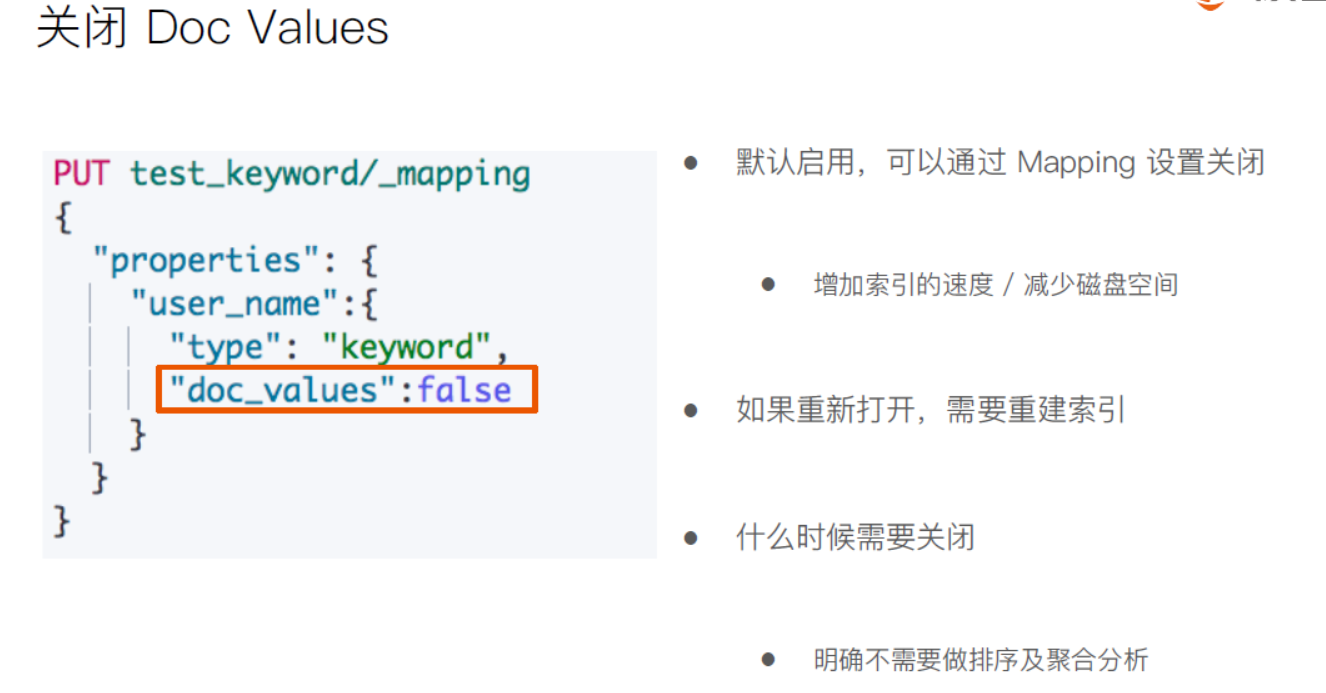 关闭 Doc Values
PUT test_keyword/_mapping
{
"properties": {
"user_name":{
"type": "keyword",
"doc_values":false
}
}
}
默认启用，可以通过 Mapping 设置关闭
增加索引的速度 / 减少磁盘空间
如果重新打开，需要重建索引
什么时候需要关闭
明确不需要做排序及聚合分析